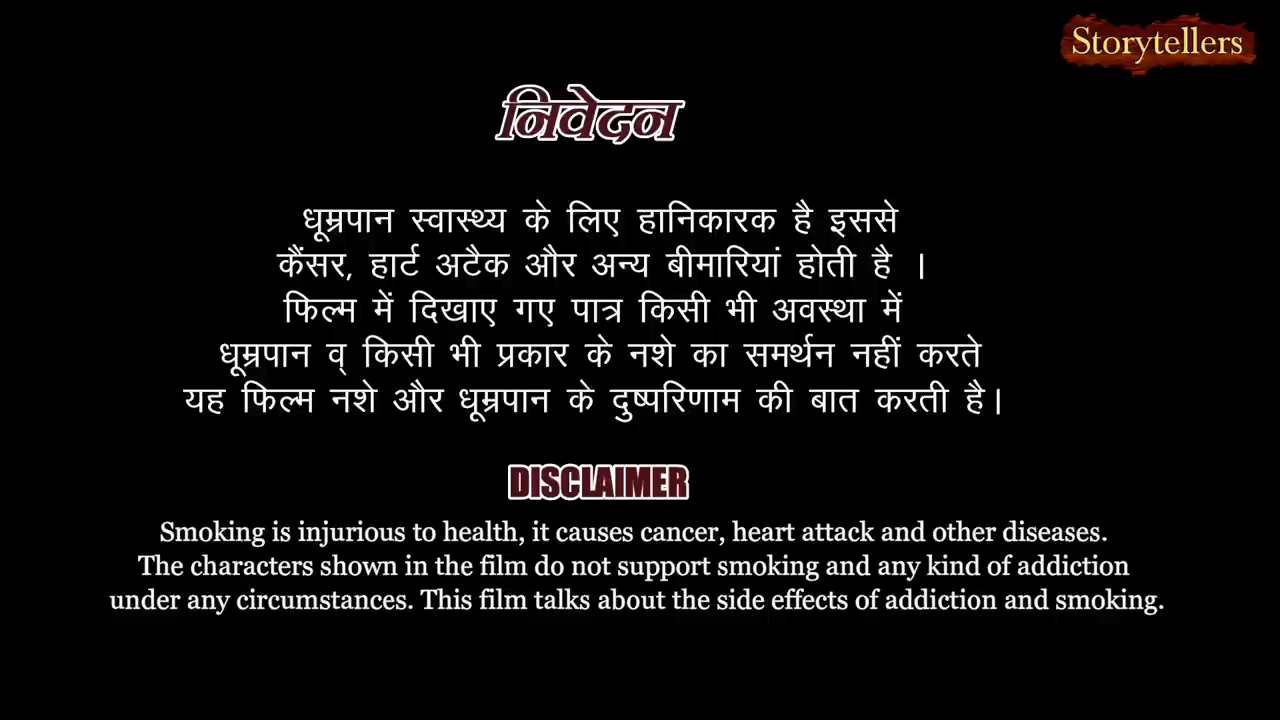 Storytellers
निवेदन
धूम्रपान स्वास्थ्य के लिए हानिकारक है इससे
कैंसर, हार्ट अटैक और अन्य बीमारियां होती है ।
फिल्म में दिखाए गए पात्र किसी भी अवस्था में
धूम्रपान व् किसी भी प्रकार के नशे का समर्थन नहीं करते
यह फिल्म नशे और धूम्रपान के दुष्परिणाम की बात करती है।
DISCLAIMER
Smoking is injurious to health, it causes cancer, heart attack and other diseases.
The characters shown in the film do not support smoking and any kind of addiction
under any circumstances. This film talks about the side effects of addiction and smoking.